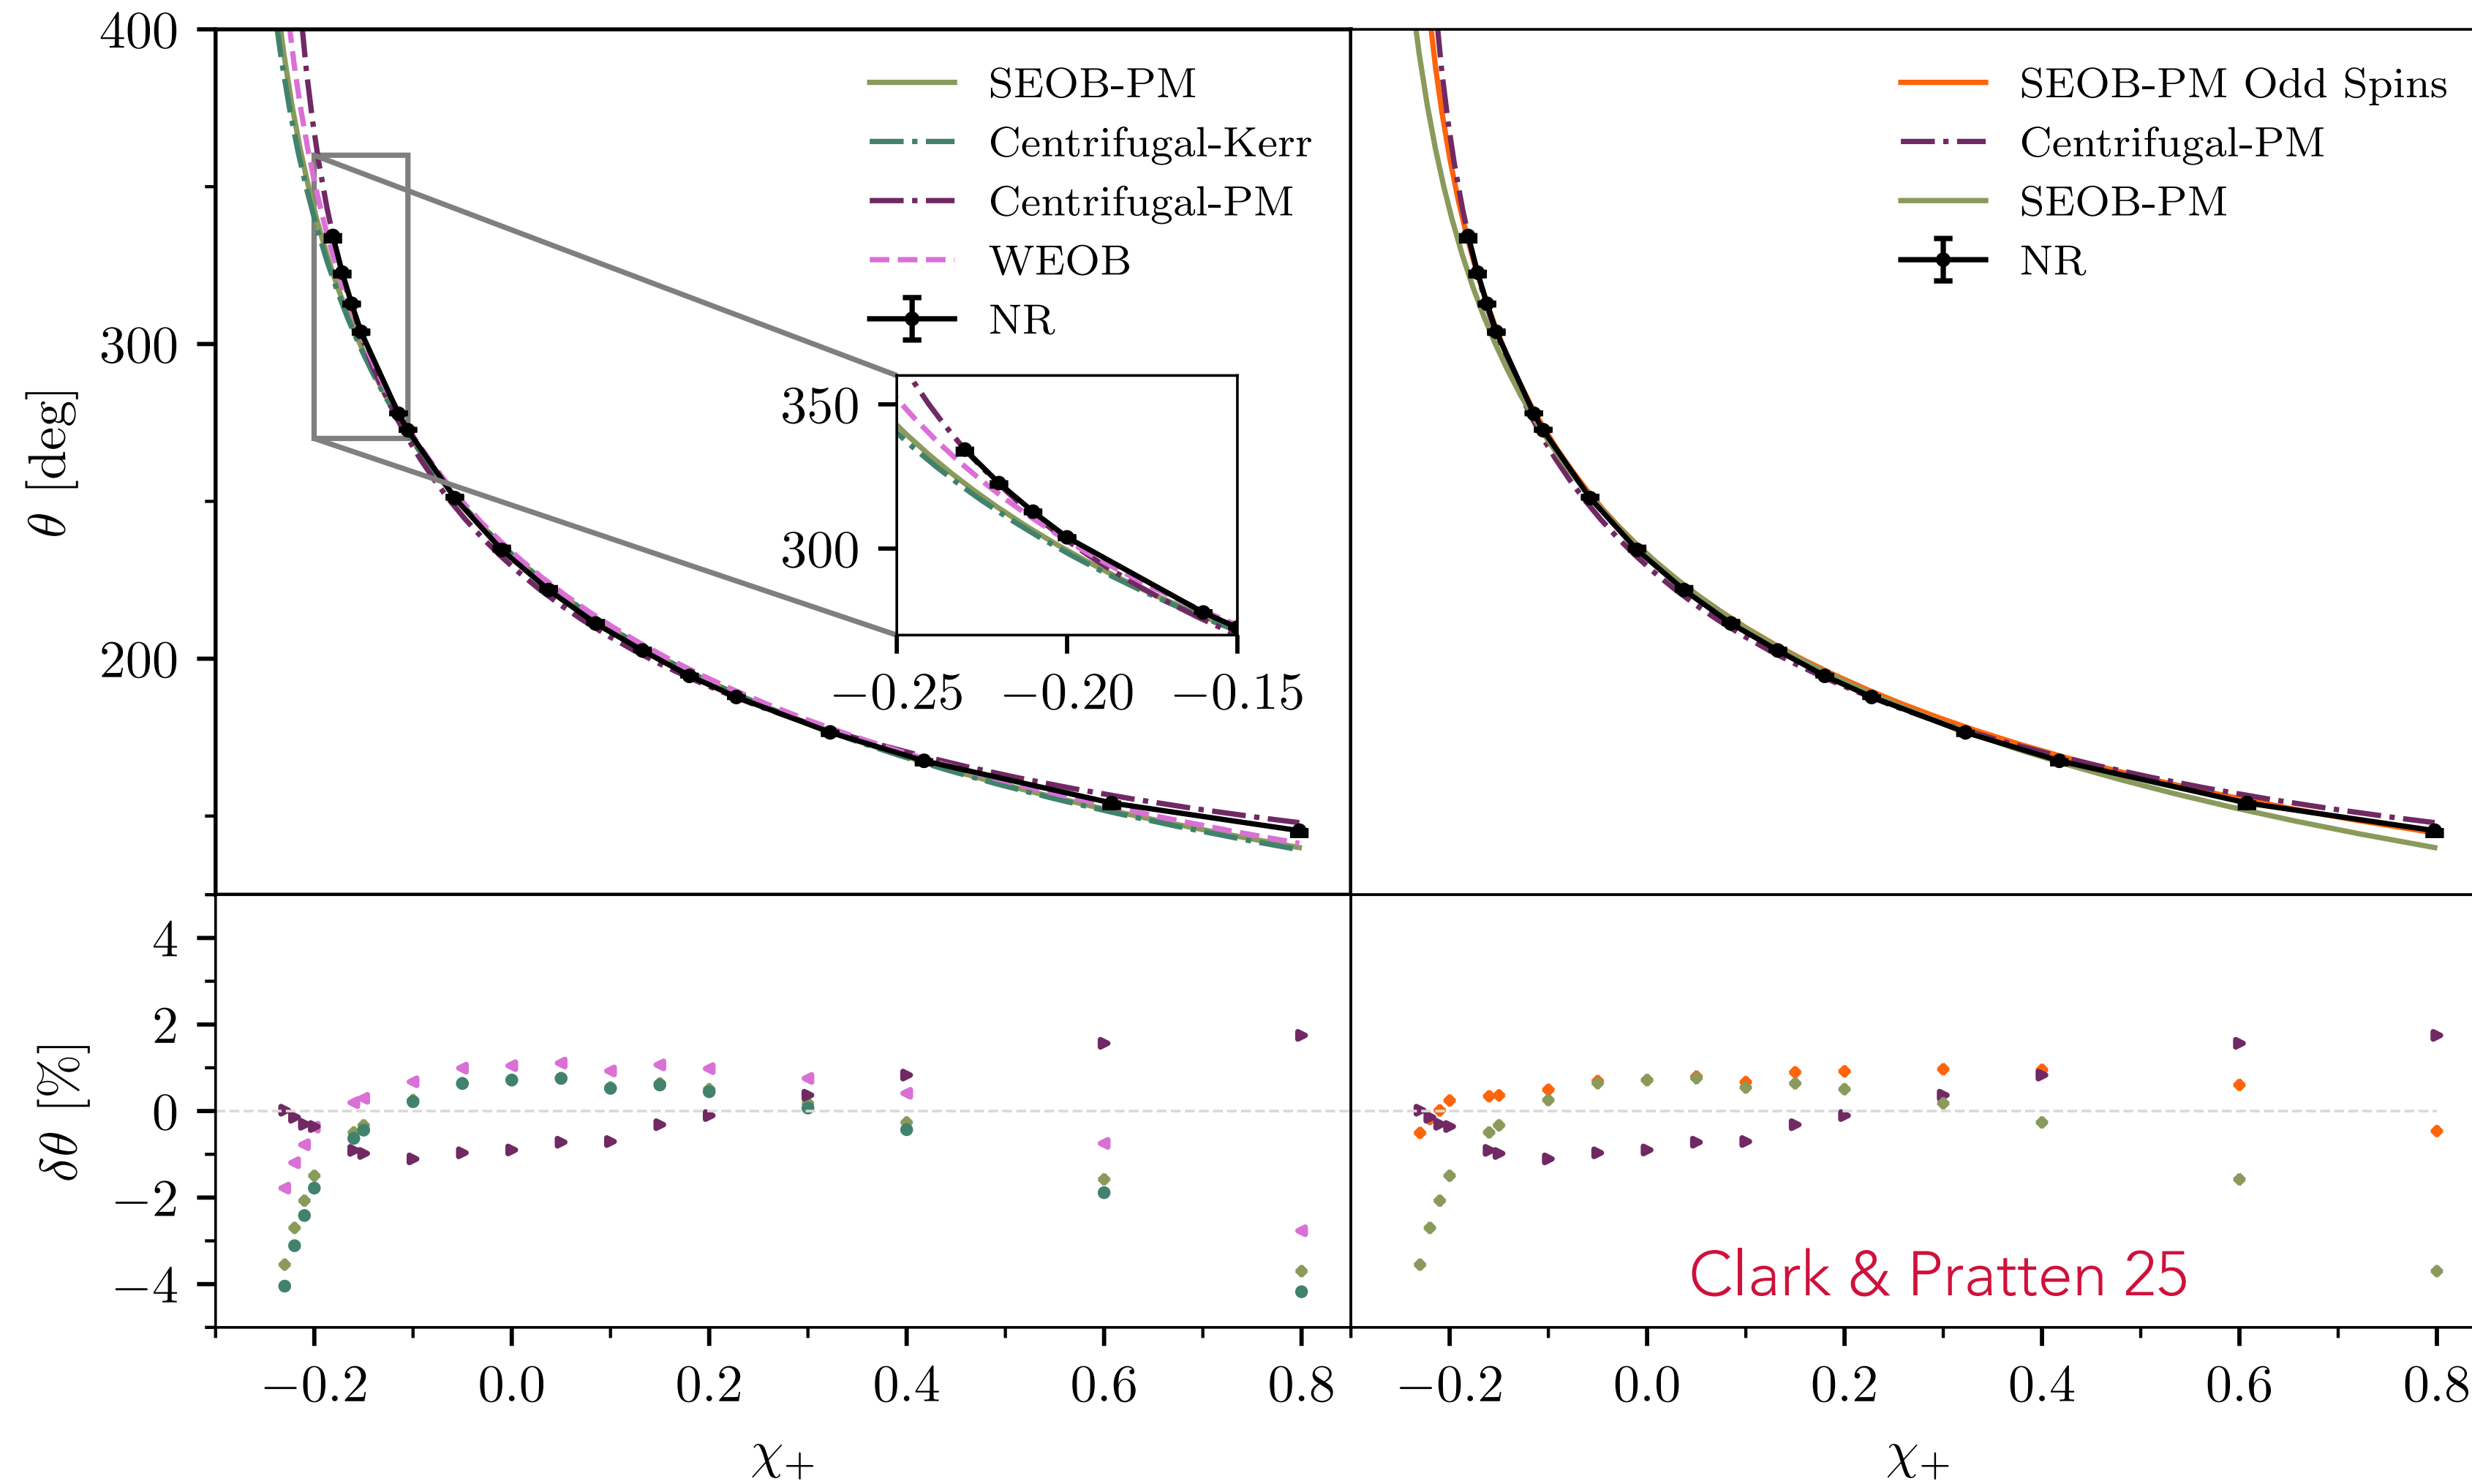 400
300
200
θ [deg]
SEOB-PM
Centrifugal-Kerr
Centrifugal-PM
WEOB
NR
350
300
−0.25 −0.20 −0.15
SEOB-PM Odd Spins
Centrifugal-PM
SEOB-PM
NR
4
2
0
−2
−4
δθ [%]
Clark & Pratten 25
−0.2 0.0 0.2 0.4 0.6 0.8
−0.2 0.0 0.2 0.4 0.6 0.8
χ+
χ+